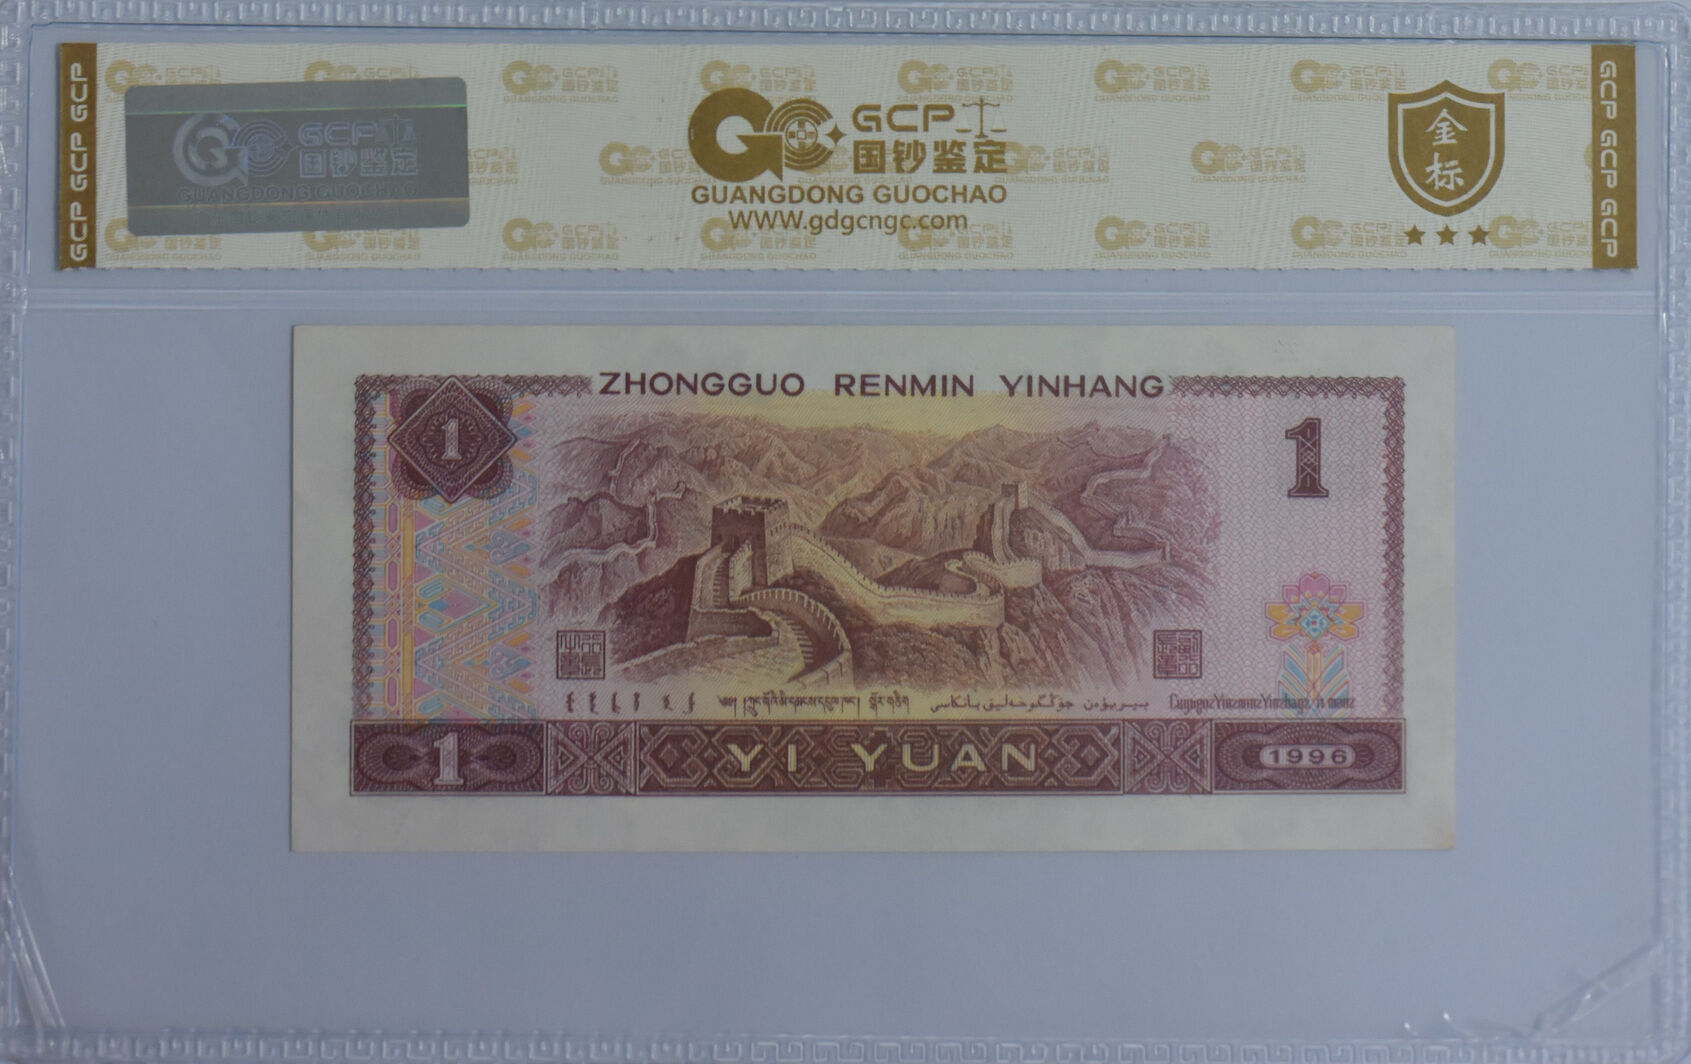 GCP GCP GCP
GCP
国钞鉴定
GUANGDONG GUOCHAO
GCP
国钞鉴定
GUANGDONG GUOCHAO
WWW.gdgcngc.com
金
标
GCP GCP GCP
ZHONGGUO RENMIN YINHANG
1
1
1
YI YUAN
1996